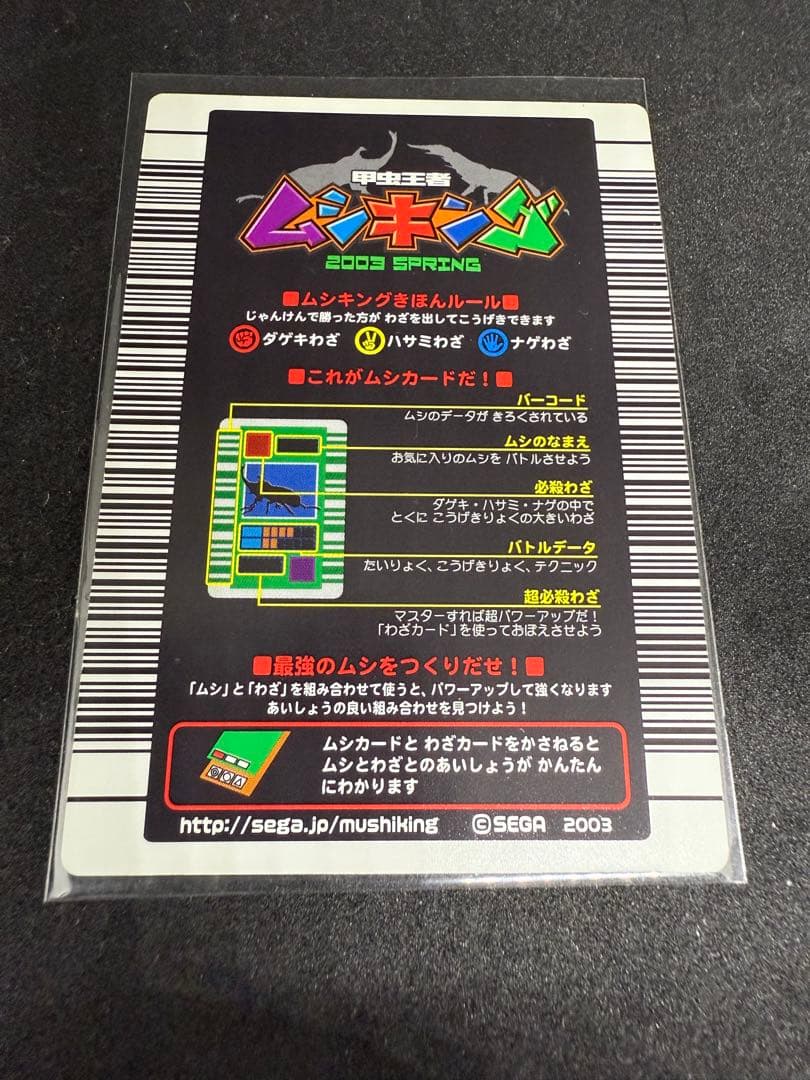 甲虫王者
ムシキング
2003 SPRING
■ムシキングきほんルール■
じゃんけんで勝った方が わざを出してこうげきできます
ダゲキわざ ハサミわざ ナゲわざ
■これがムシカードだ！■
バーコード
ムシのデータが きろくされている
ムシのなまえ
お気に入りのムシを バトルさせよう
必殺わざ
ダゲキ・ハサミ・ナゲの中で
とくに こうげきりょくの大きいわざ
バトルデータ
たいりょく、こうげきりょく、テクニック
超必殺わざ
マスターすれば超パワーアップだ！
「わざカード」を使っておぼえさせよう
■最強のムシをつくりだせ！■
「ムシ」と「わざ」を組み合わせて使うと、パワーアップして強くなります
あいしょうの良い組み合わせを見つけよう！
ムシカードと わざカードをかさねると
ムシとわざとのあいしょうが かんたん
にわかります
http://sega.jp/mushiking ©SEGA 2003